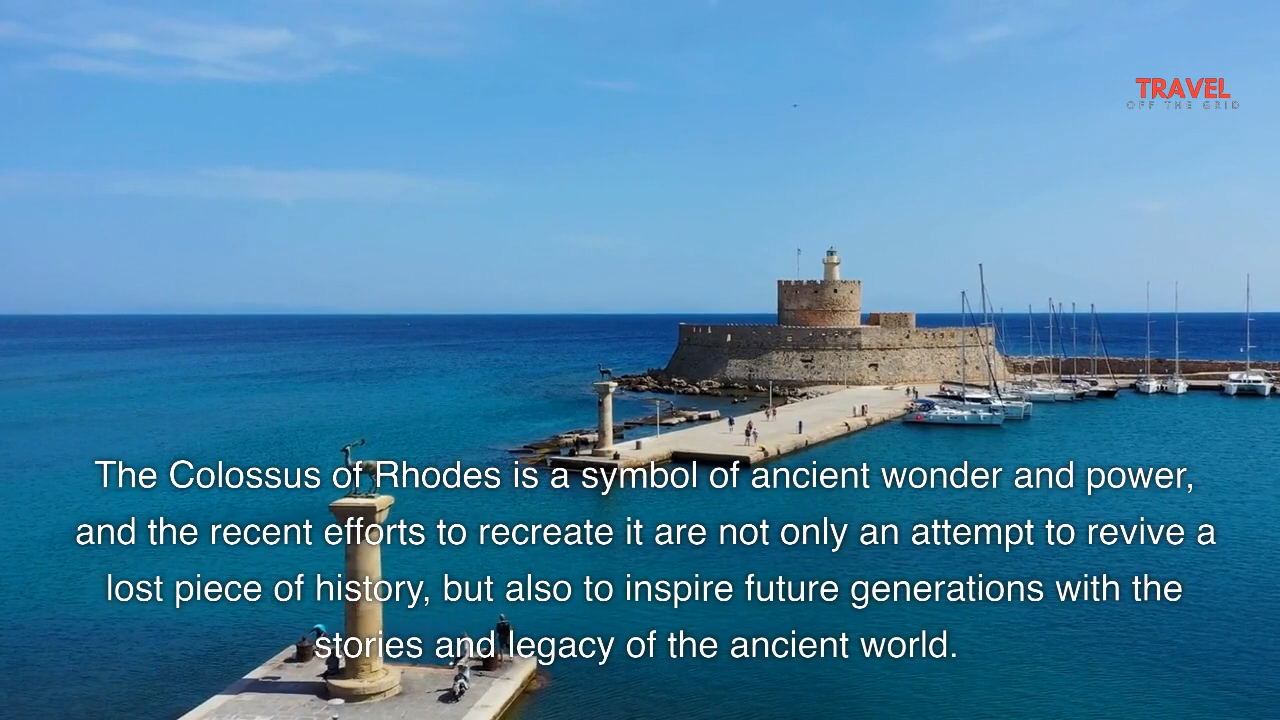 TRAVEL
OFF THE GRID
The Colossus of Rhodes is a symbol of ancient wonder and power,
and the recent efforts to recreate it are not only an attempt to revive a
lost piece of history, but also to inspire future generations with the
stories and legacy of the ancient world.